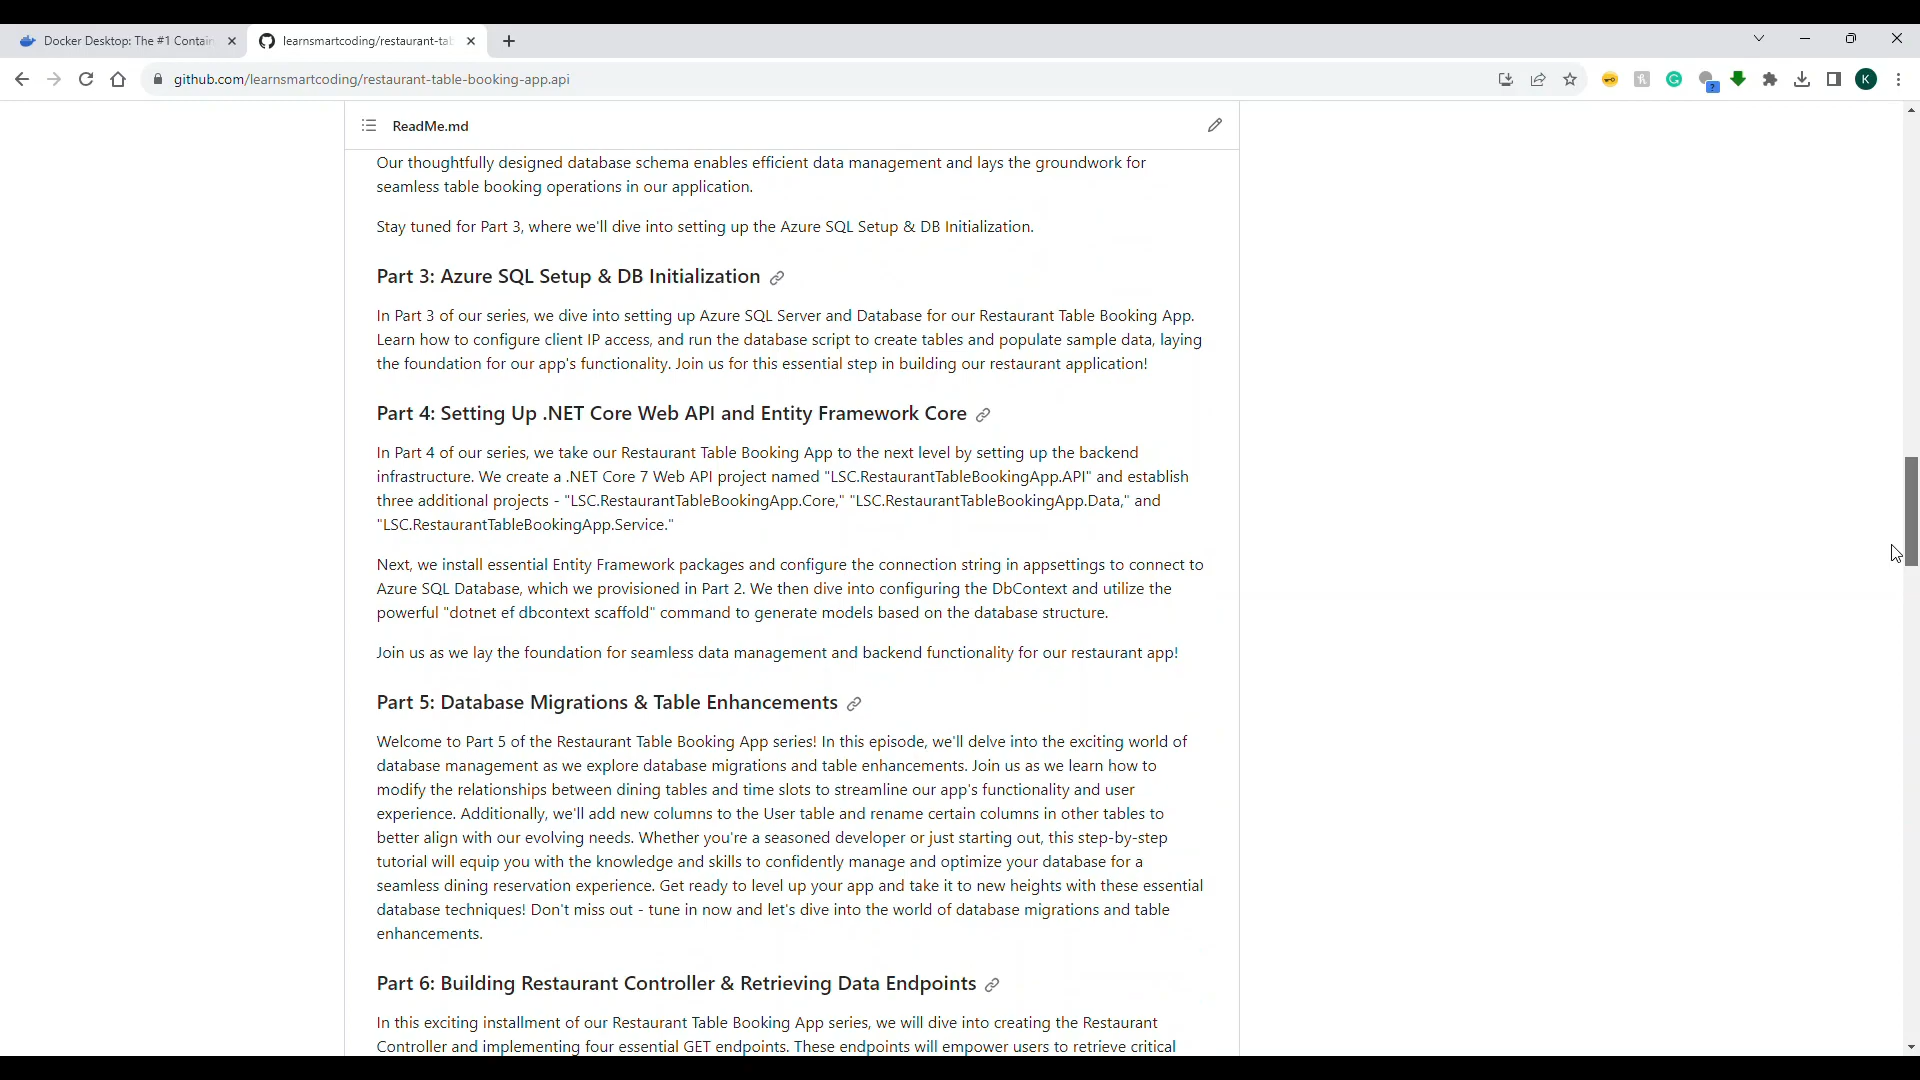 Docker Desktop: The #1 Contain
learnsmartcoding/restaurant-tab
github.com/learnsmartcoding/restaurant-table-booking-app.api
K
ReadMe.md
Our thoughtfully designed database schema enables efficient data management and lays the groundwork for
seamless table booking operations in our application.
Stay tuned for Part 3, where we'll dive into setting up the Azure SQL Setup & DB Initialization.
Part 3: Azure SQL Setup & DB Initialization
In Part 3 of our series, we dive into setting up Azure SQL Server and Database for our Restaurant Table Booking App.
Learn how to configure client IP access, and run the database script to create tables and populate sample data, laying
the foundation for our app's functionality. Join us for this essential step in building our restaurant application!
Part 4: Setting Up .NET Core Web API and Entity Framework Core
In Part 4 of our series, we take our Restaurant Table Booking App to the next level by setting up the backend
infrastructure. We create a .NET Core 7 Web API project named "LSC.RestaurantTableBookingApp.API" and establish
three additional projects - "LSC.RestaurantTableBookingApp.Core," "LSC.RestaurantTableBookingApp.Data," and
"LSC.RestaurantTableBookingApp.Service."
Next, we install essential Entity Framework packages and configure the connection string in appsettings to connect to
Azure SQL Database, which we provisioned in Part 2. We then dive into configuring the DbContext and utilize the
powerful "dotnet ef dbcontext scaffold" command to generate models based on the database structure.
Join us as we lay the foundation for seamless data management and backend functionality for our restaurant app!
Part 5: Database Migrations & Table Enhancements
Welcome to Part 5 of the Restaurant Table Booking App series! In this episode, we'll delve into the exciting world of
database management as we explore database migrations and table enhancements. Join us as we learn how to
modify the relationships between dining tables and time slots to streamline our app's functionality and user
experience. Additionally, we'll add new columns to the User table and rename certain columns in other tables to
better align with our evolving needs. Whether you're a seasoned developer or just starting out, this step-by-step
tutorial will equip you with the knowledge and skills to confidently manage and optimize your database for a
seamless dining reservation experience. Get ready to level up your app and take it to new heights with these essential
database techniques! Don't miss out - tune in now and let's dive into the world of database migrations and table
enhancements.
Part 6: Building Restaurant Controller & Retrieving Data Endpoints
In this exciting installment of our Restaurant Table Booking App series, we will dive into creating the Restaurant
Controller and implementing four essential GET endpoints. These endpoints will empower users to retrieve critical